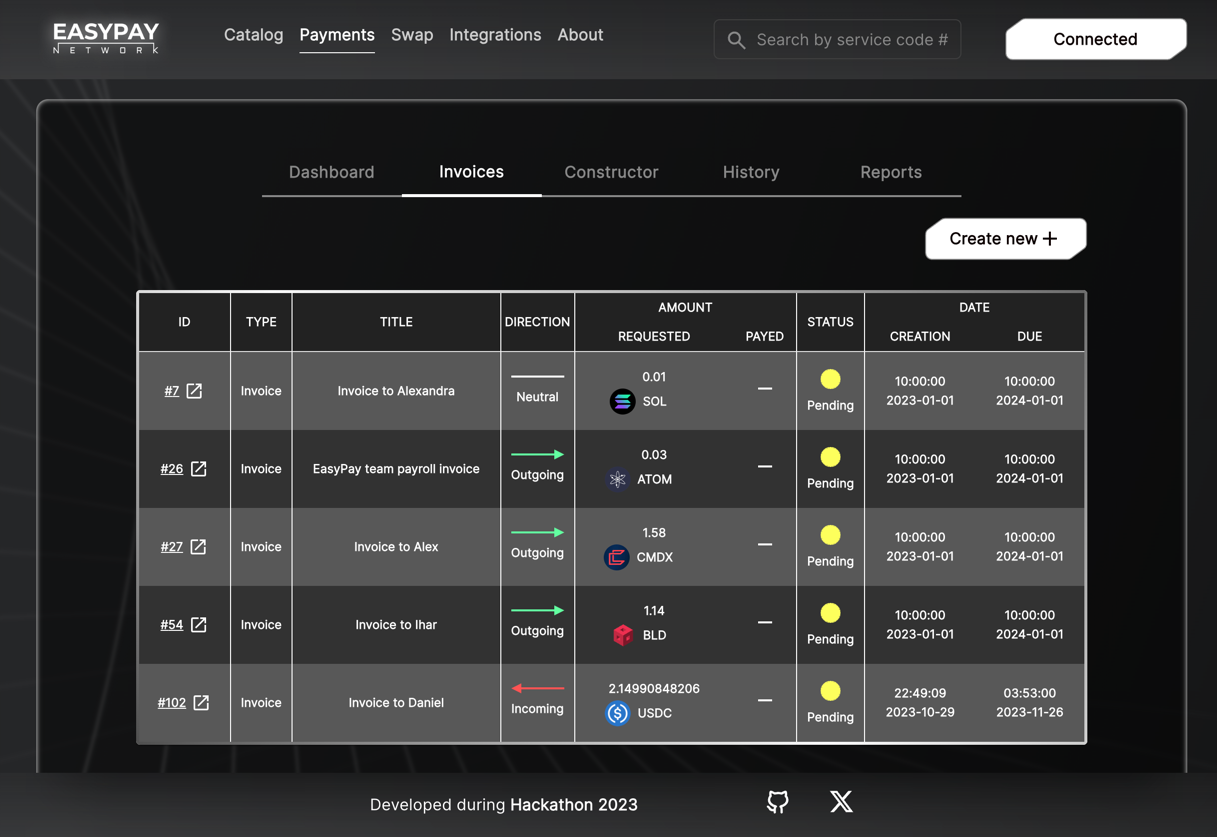 EASYPAY
NETWORK
Catalog Payments Swap Integrations About
Search by service code #
Connected
Dashboard Invoices Constructor History Reports
Create new +
ID TYPE TITLE DIRECTION AMOUNT STATUS DATE
REQUESTED PAYED CREATION DUE
#7 Invoice Invoice to Alexandra Neutral 0.01 SOL — Pending 10:00:00 2023-01-01 10:00:00 2024-01-01
#26 Invoice EasyPay team payroll invoice Outgoing 0.03 ATOM — Pending 10:00:00 2023-01-01 10:00:00 2024-01-01
#27 Invoice Invoice to Alex Outgoing 1.58 CMDX — Pending 10:00:00 2023-01-01 10:00:00 2024-01-01
#54 Invoice Invoice to Ihar Outgoing 1.14 BLD — Pending 10:00:00 2023-01-01 10:00:00 2024-01-01
#102 Invoice Invoice to Daniel Incoming 2.14990848206 USDC — Pending 22:49:09 2023-10-29 03:53:00 2023-11-26
Developed during Hackathon 2023